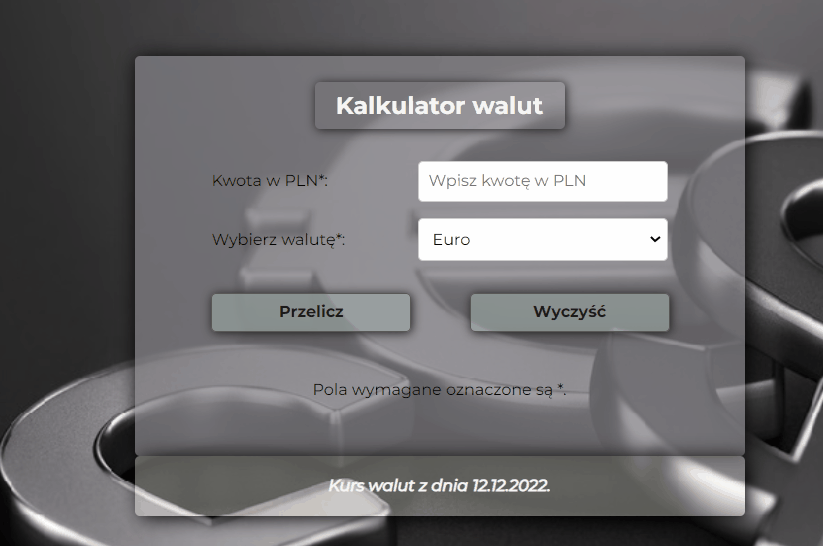 Kalkulator walut
Kwota w PLN*:
Wpisz kwotę w PLN
Wybierz walutę*:
Euro
Przelicz
Wyczyść
Pola wymagane oznaczone są *.
Kurs walut z dnia 12.12.2022.